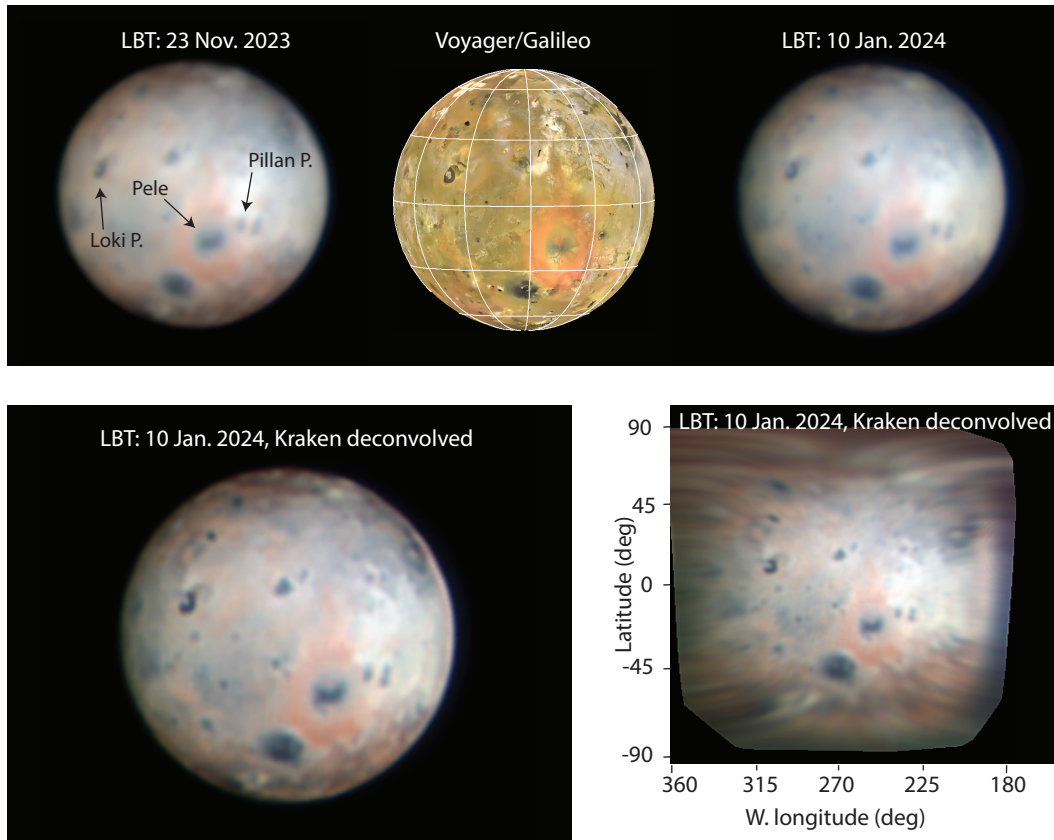 LBT: 23 Nov. 2023
Voyager/Galileo
LBT: 10 Jan. 2024
Pillan P.
Pele
Loki P.
LBT: 10 Jan. 2024, Kraken deconvolved
LBT: 10 Jan. 2024, Kraken deconvolved
90
45
0
-45
-90
Latitude (deg)
360
315
270
225
180
W. longitude (deg)